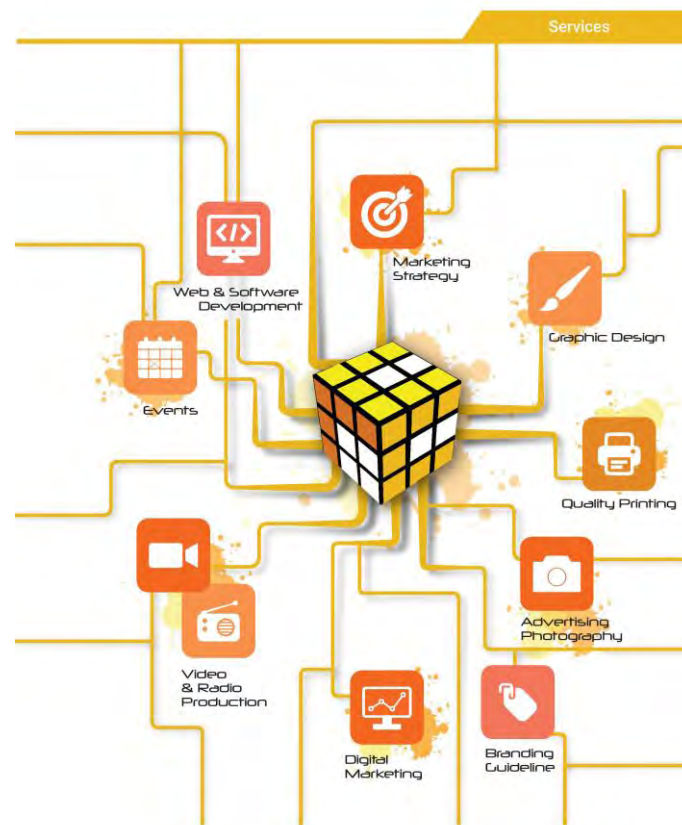 Services
Marketing
Strategy
Web & Software
Development
Graphic Design
Events
Quality Printing
Advertising
Photography
Video
& Radio
Production
Digital
Marketing
Branding
Guideline